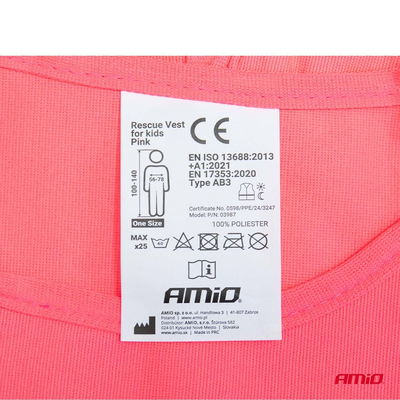 Rescue Vest
for kids
Pink
CE
100-140
56-78
One Size
EN ISO 13688:2013
+A1:2021
EN 17353:2020
Type AB3
Certificate No. 0598/PPE/24/3247
Model: P/N: 03987
100% POLIESTER
MAX
x25
40
i
AMiO
AMiO sp. z o.o. ul. Handlowa 3 | 41-807 Zabrze
Poland | www.amio.pl
AMiO s.r.o. Štúrova 582
024 01 Kysucké Nové Mesto | Slovakia
www.amio.sk | Made in PRC
AMiO